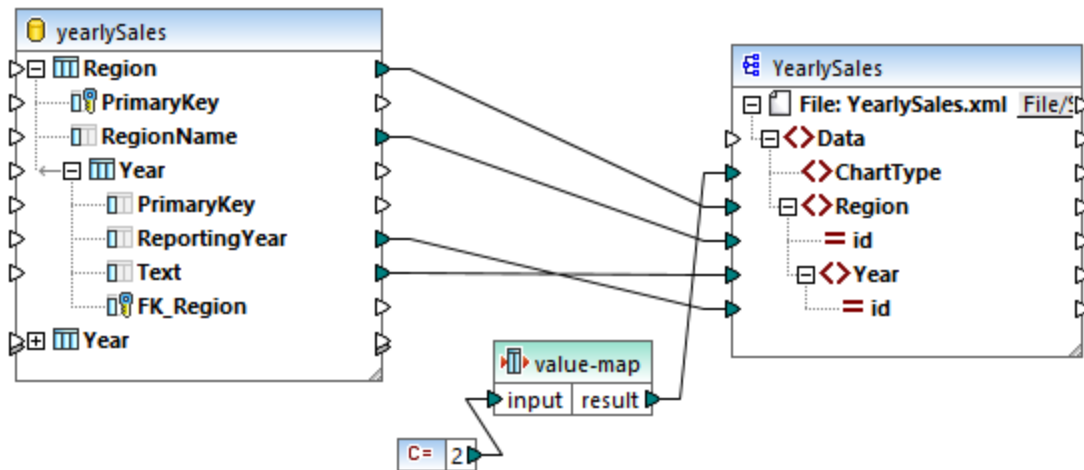 yearlySales
Region
PrimaryKey
RegionName
Year
PrimaryKey
ReportingYear
Text
FK_Region
Year
YearlySales
File: YearlySales.xml File/S
Data
ChartType
Region
= id
Year
= id
value-map
input result
C= 2